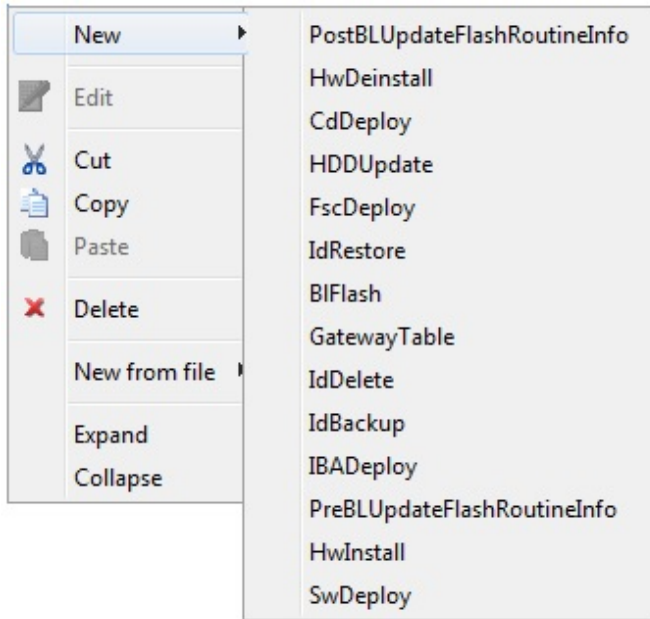 New
Edit
Cut
Copy
Paste
Delete
New from file
Expand
Collapse
PostBLUpdateFlashRoutineInfo
HwDeinstall
CdDeploy
HDDUpdate
FscDeploy
IdRestore
BlFlash
GatewayTable
IdDelete
IdBackup
IBADeploy
PreBLUpdateFlashRoutineInfo
HwInstall
SwDeploy